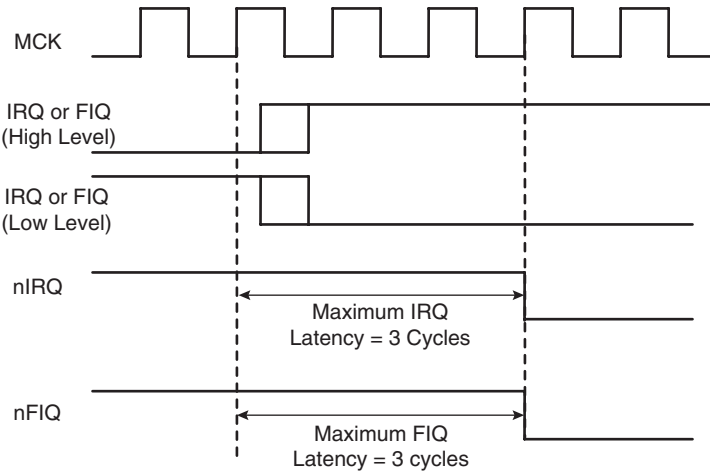 MCK
IRQ or FIQ
(High Level)
IRQ or FIQ
(Low Level)
nIRQ
Maximum IRQ
Latency = 3 Cycles
nFIQ
Maximum FIQ
Latency = 3 cycles